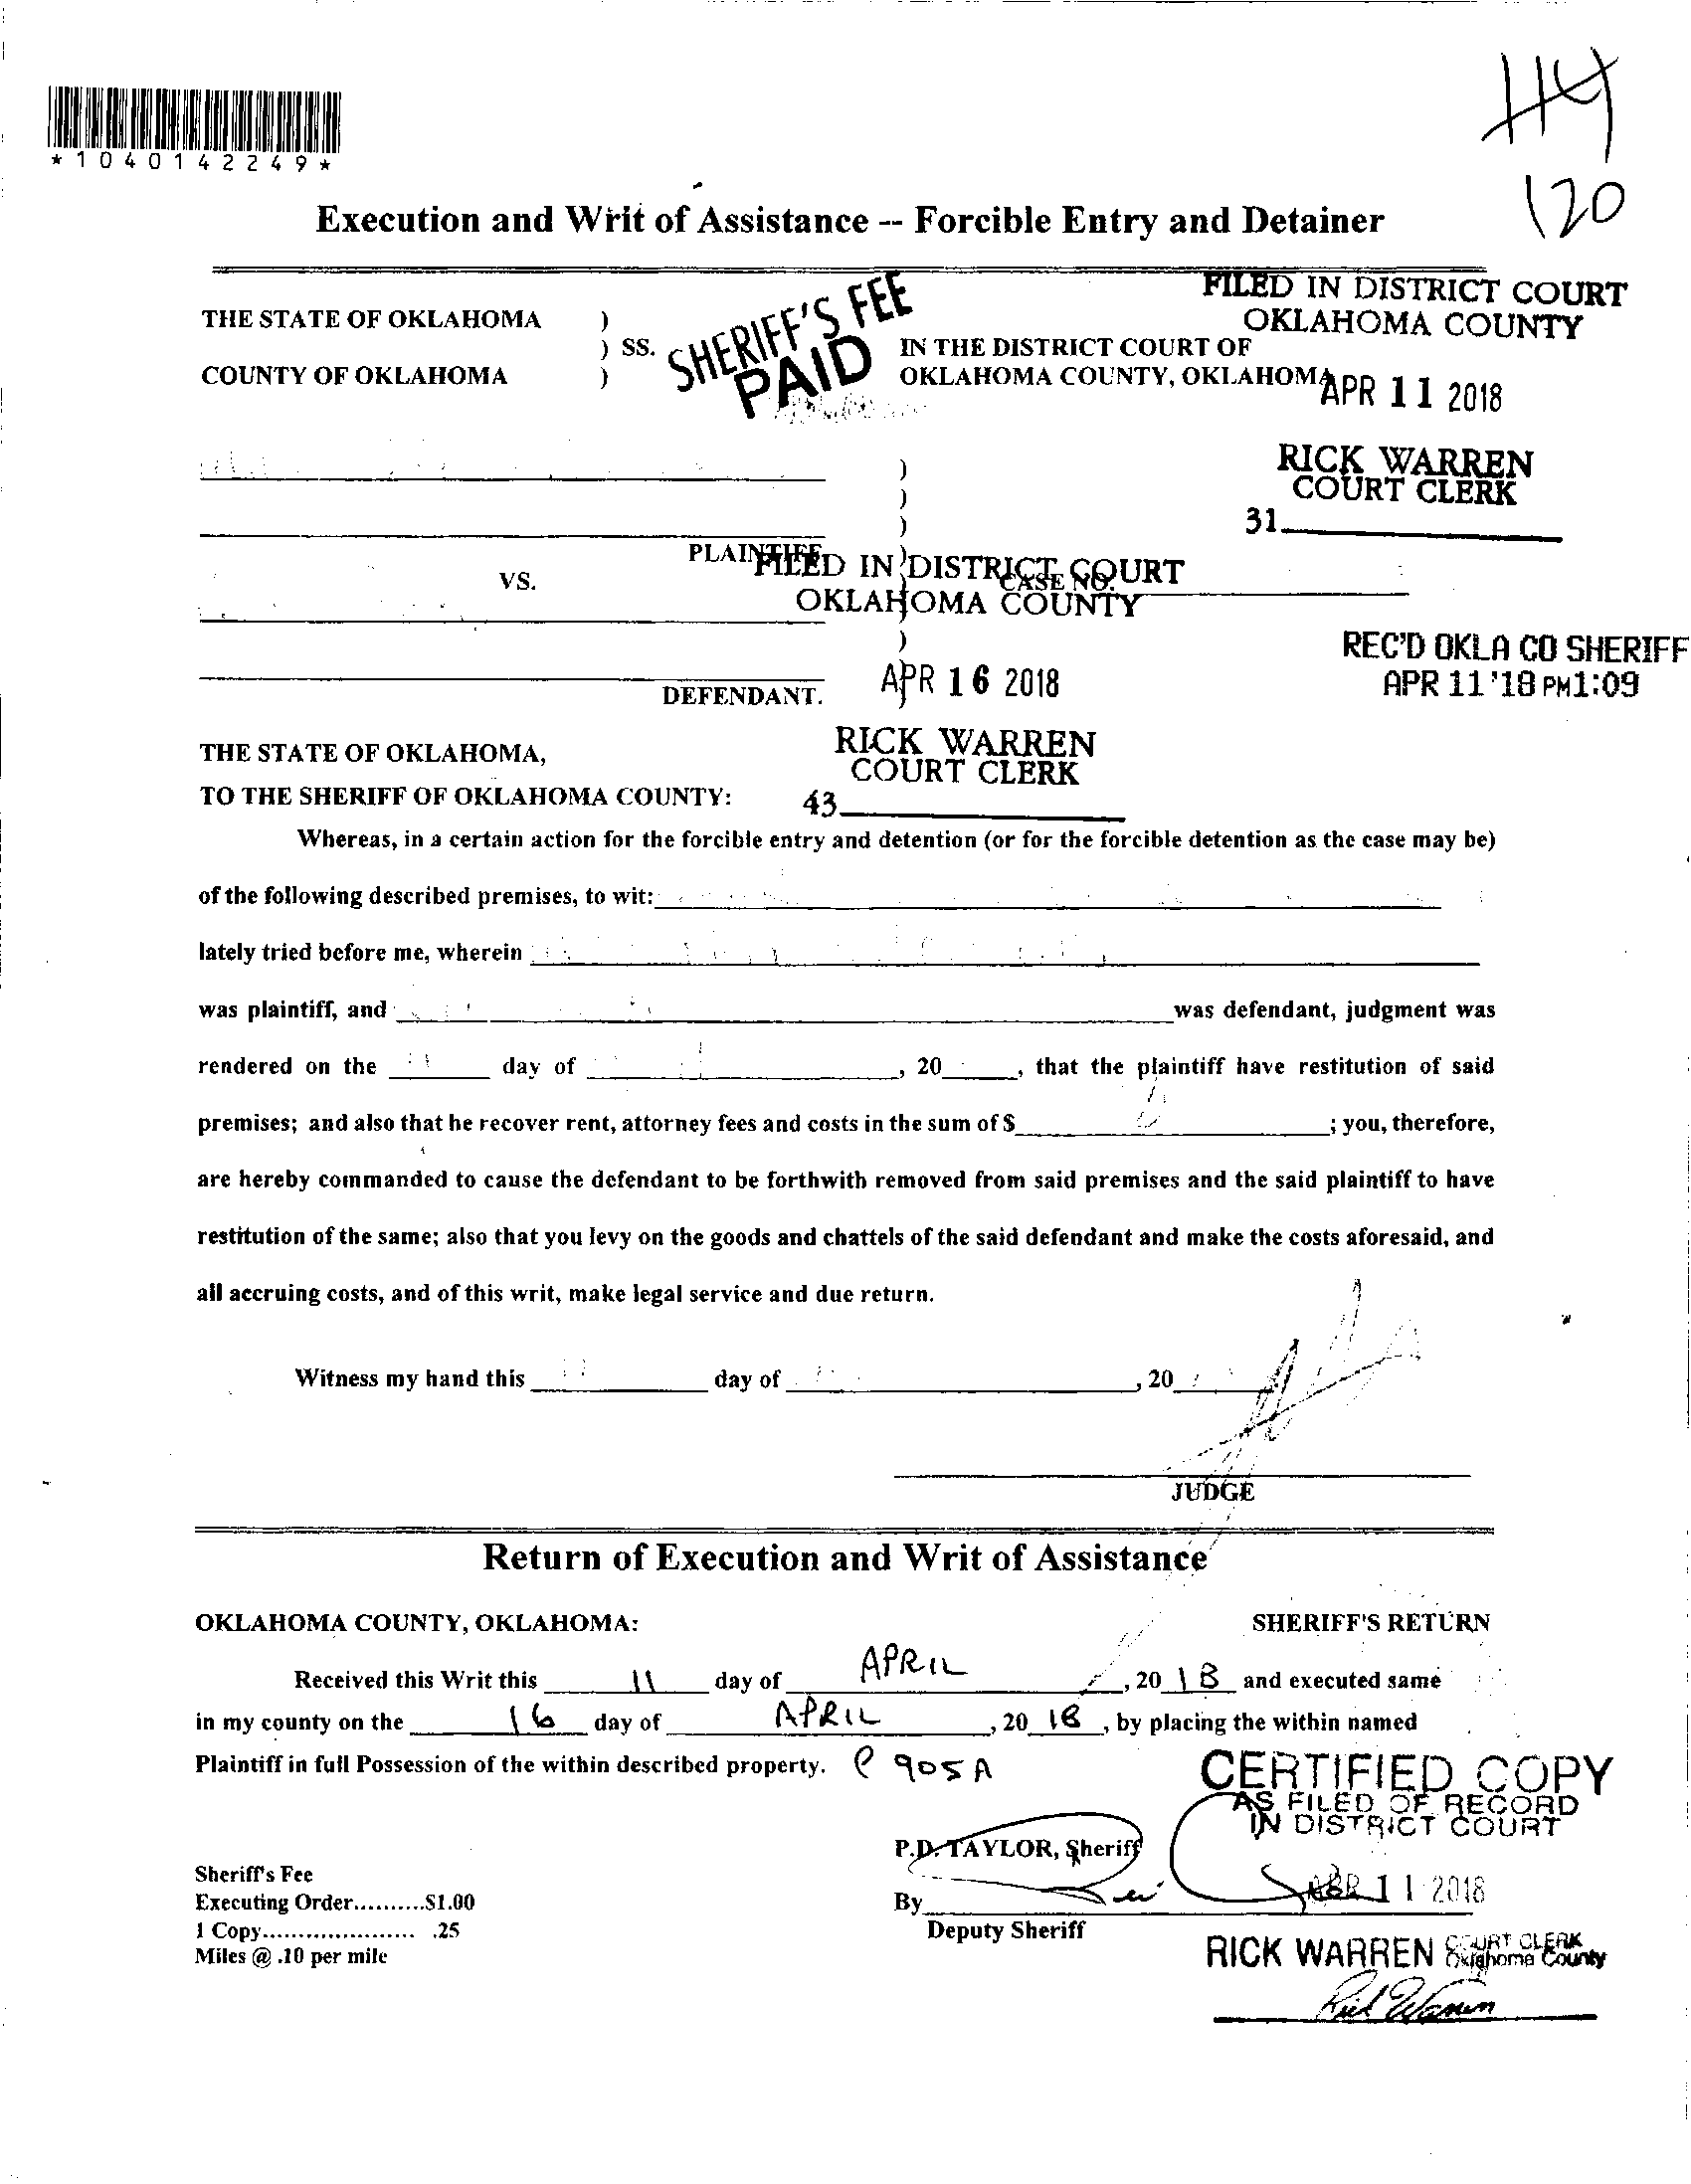 *1040142249*
H4
120
Execution and Writ of Assistance -- Forcible Entry and Detainer
FILED IN DISTRICT COURT
OKLAHOMA COUNTY
THE STATE OF OKLAHOMA )
) SS.
COUNTY OF OKLAHOMA )
SHERIFF'S FEE
PAID
IN THE DISTRICT COURT OF
OKLAHOMA COUNTY, OKLAHOMA
APR 11 2018
RICK WARREN
COURT CLERK
31
)
)
)
PLAINTIFF
)
VS.
CASE NO.
FILED IN DISTRICT COURT
OKLAHOMA COUNTY
)
APR 16 2018
REC'D OKLA CO SHERIFF
APR 11 '18 PM1:09
DEFENDANT. )
RICK WARREN
COURT CLERK
43
THE STATE OF OKLAHOMA,
TO THE SHERIFF OF OKLAHOMA COUNTY:
Whereas, in a certain action for the forcible entry and detention (or for the forcible detention as the case may be)
of the following described premises, to wit:
lately tried before me, wherein
was plaintiff, and was defendant, judgment was
rendered on the day of , 20 , that the plaintiff have restitution of said
premises; and also that he recover rent, attorney fees and costs in the sum of $ ; you, therefore,
are hereby commanded to cause the defendant to be forthwith removed from said premises and the said plaintiff to have
restitution of the same; also that you levy on the goods and chattels of the said defendant and make the costs aforesaid, and
all accruing costs, and of this writ, make legal service and due return.
Witness my hand this day of , 20
JUDGE
Return of Execution and Writ of Assistance
OKLAHOMA COUNTY, OKLAHOMA: SHERIFF'S RETURN
Received this Writ this 11 day of APRIL , 20 18 and executed same
in my county on the 16 day of APRIL , 20 18 , by placing the within named
Plaintiff in full Possession of the within described property. @ 905A
CERTIFIED COPY
AS FILED OF RECORD
IN DISTRICT COURT
P.D. TAYLOR, Sheriff
Sheriff's Fee
Executing Order..........$1.00
1 Copy...................... .25
Miles @ .10 per mile
By
Deputy Sheriff
APR 11 2018
RICK WARREN COURT CLERK
Oklahoma County
Rick Warren